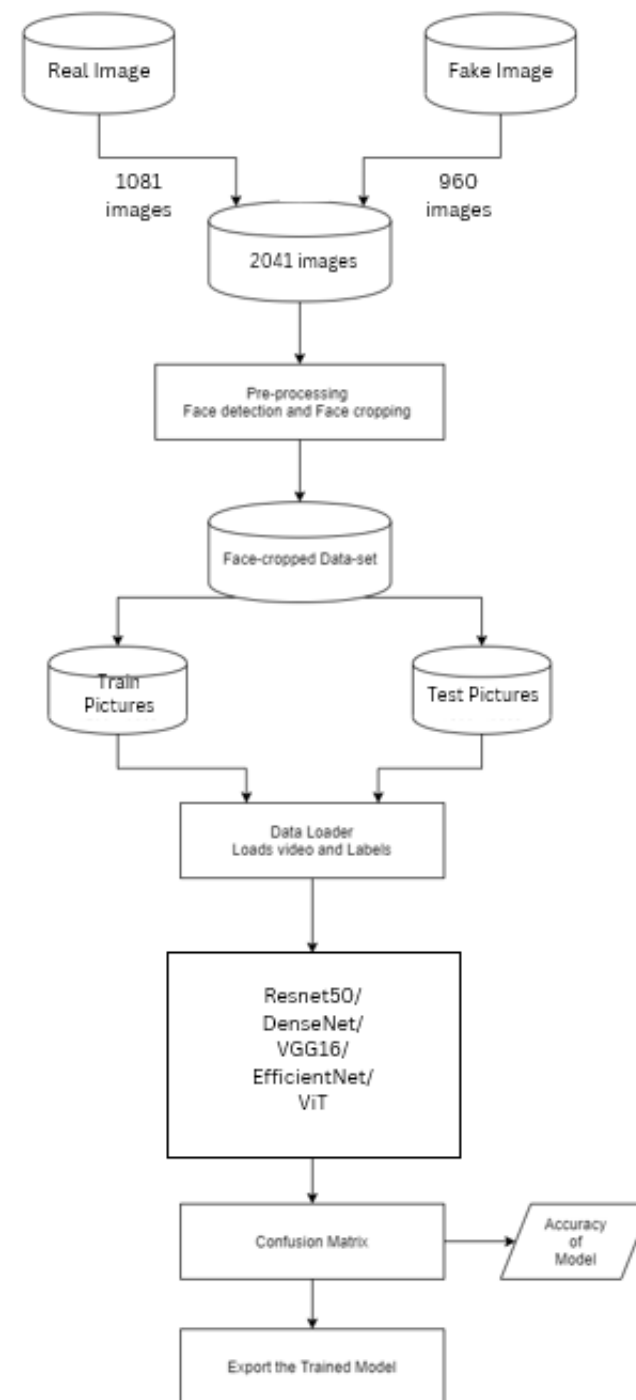 Real Image
Fake Image
1081
images
960
images
2041 images
Pre-processing
Face detection and Face cropping
Face-cropped Data-set
Train
Pictures
Test Pictures
Data Loader
Loads video and Labels
Resnet50/
DenseNet/
VGG16/
EfficientNet/
ViT
Confusion Matrix
Accuracy
of
Model
Export the Trained Model